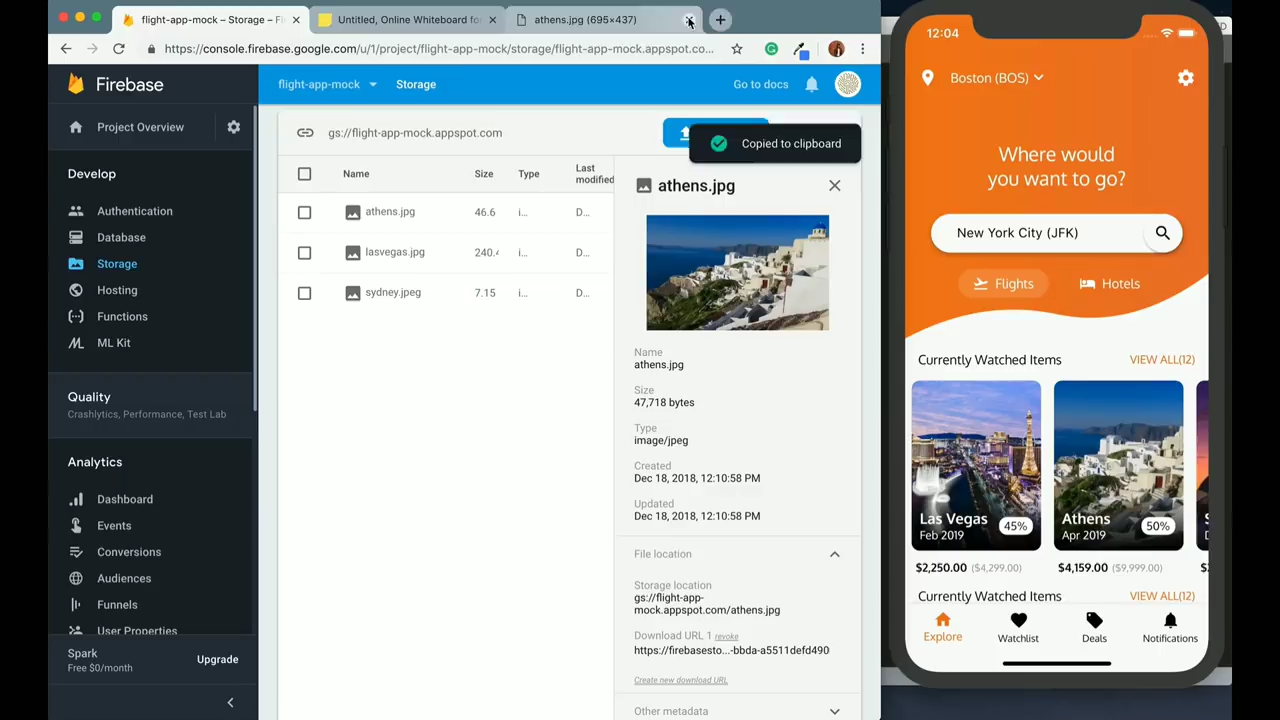 flight-app-mock – Storage – Fi
Untitled, Online Whiteboard for
athens.jpg (695×437)
https://console.firebase.google.com/u/1/project/flight-app-mock/storage/flight-app-mock.appspot.co...
Firebase
Project Overview
Develop
Authentication
Database
Storage
Hosting
Functions
ML Kit
Quality
Crashlytics, Performance, Test Lab
Analytics
Dashboard
Events
Conversions
Audiences
Funnels
User Properties
Spark
Free $0/month
Upgrade
flight-app-mock
Storage
Go to docs
gs://flight-app-mock.appspot.com
Copied to clipboard
Name
Size
Type
Last
modified
athens.jpg
46.6
i...
D...
lasvegas.jpg
240.
i...
D...
sydney.jpeg
7.15
i...
D...
athens.jpg
Name
athens.jpg
Size
47,718 bytes
Type
image/jpeg
Created
Dec 18, 2018, 12:10:58 PM
Updated
Dec 18, 2018, 12:10:58 PM
File location
Storage location
gs://flight-app-
mock.appspot.com/athens.jpg
Download URL 1 revoke
https://firebasesto...-bbda-a5511defd490
Create new download URL
Other metadata
12:04
Boston (BOS)
Where would
you want to go?
New York City (JFK)
Flights
Hotels
Currently Watched Items
VIEW ALL(12)
Las Vegas
Feb 2019
45%
Athens
Apr 2019
50%
$2,250.00 ($4,299.00)
$4,159.00 ($9,999.00)
Currently Watched Items
VIEW ALL(12)
Explore
Watchlist
Deals
Notifications